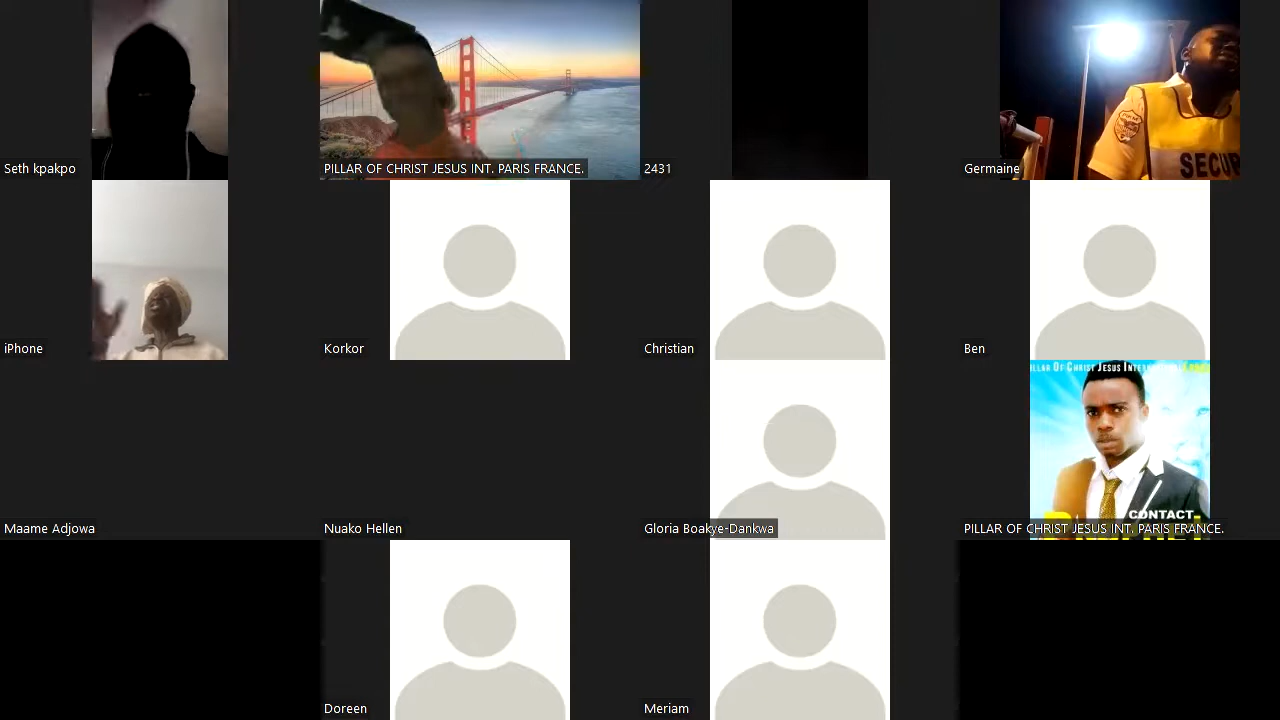 Seth kpakpo
PILLAR OF CHRIST JESUS INT. PARIS FRANCE.
2431
SECUR
Germaine
iPhone
Korkor
Christian
Ben
Maame Adjowa
Nuako Hellen
Gloria Boakye-Dankwa
CONTACT
PILLAR OF CHRIST JESUS INT. PARIS FRANCE.
Doreen
Meriam